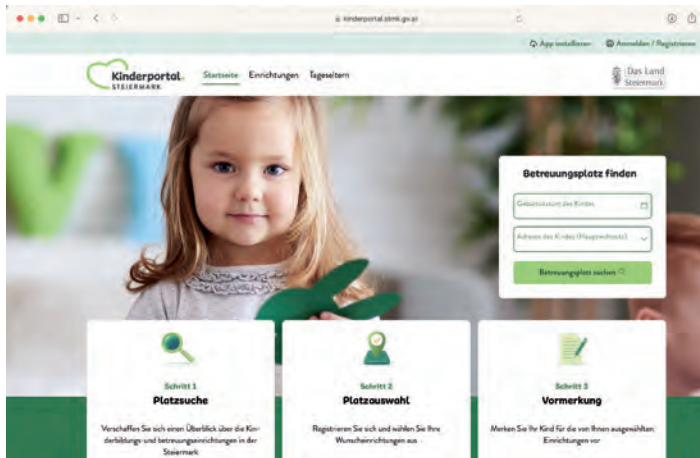 kinderportal.stmk.gv.at
App installieren
Anmelden / Registrieren
Kinderportal
STEIERMARK
Startseite
Einrichtungen
Tageseltern
Das Land
Steiermark
Betreuungsplatz finden
Geburtsdatum des Kindes
Adresse des Kindes (Hauptwohnsitz)
Betreuungsplatz suchen
Schritt 1
Platzsuche
Verschaffen Sie sich einen Überblick über die Kin-
derbildungs- und betreuungseinrichtungen in der
Steiermark
Schritt 2
Platzauswahl
Registrieren Sie sich und wählen Sie Ihre
Wunscheinrichtungen aus
Schritt 3
Vormerkung
Merken Sie Ihr Kind für die von Ihnen ausgewählten
Einrichtungen vor